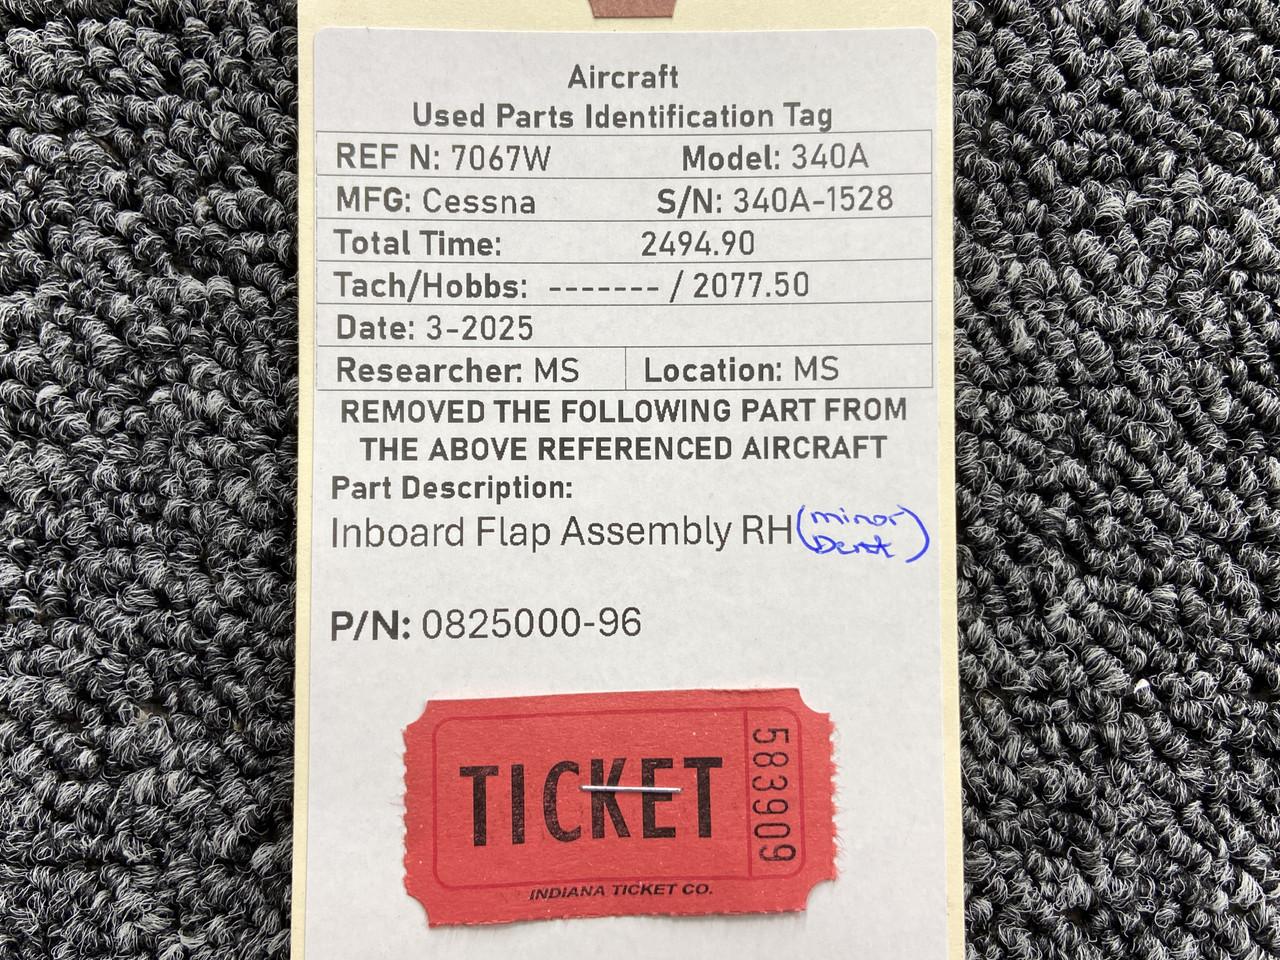 Aircraft
Used Parts Identification Tag
REF N: 7067W Model: 340A
MFG: Cessna S/N: 340A-1528
Total Time: 2494.90
Tach/Hobbs: ------- / 2077.50
Date: 3-2025
Researcher: MS Location: MS
REMOVED THE FOLLOWING PART FROM
THE ABOVE REFERENCED AIRCRAFT
Part Description:
Inboard Flap Assembly RH (minor
Dent)
P/N: 0825000-96
TICKET
583909
INDIANA TICKET CO.